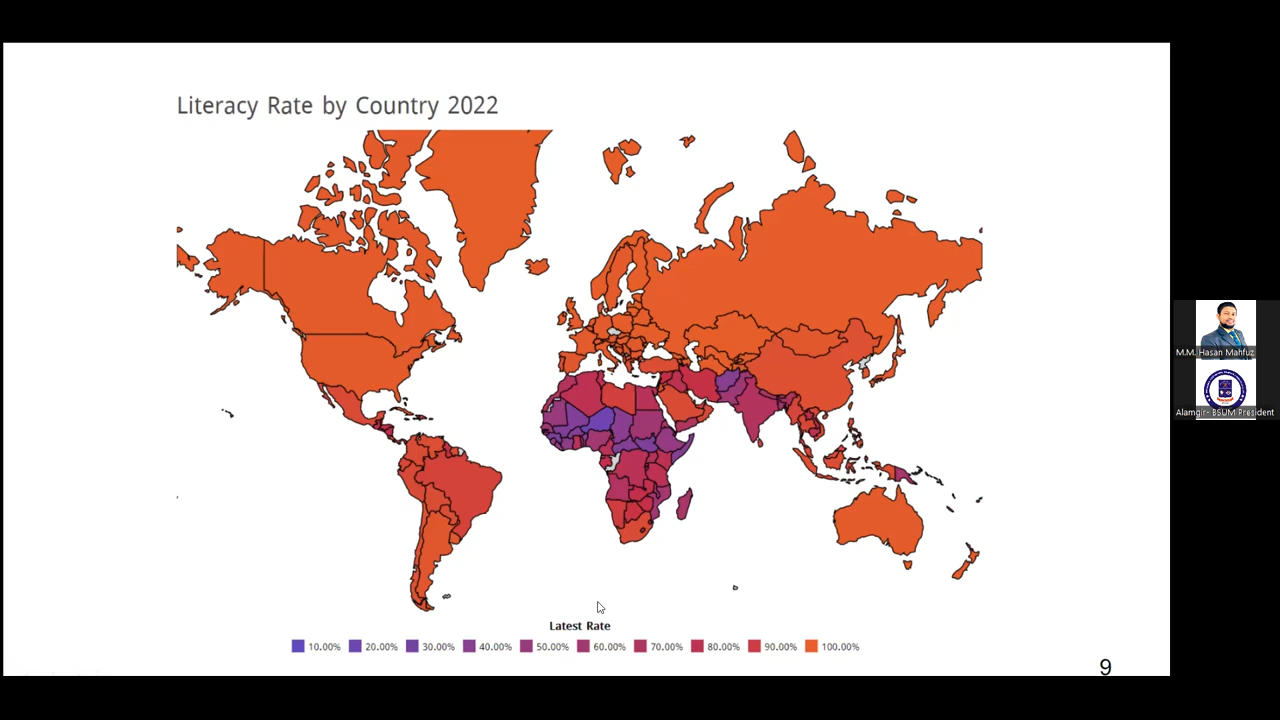 Literacy Rate by Country 2022
Latest Rate
10.00% 20.00% 30.00% 40.00% 50.00% 60.00% 70.00% 80.00% 90.00% 100.00%
9
M.M. Hasan Mahfuz
Alamgir- BSUM President